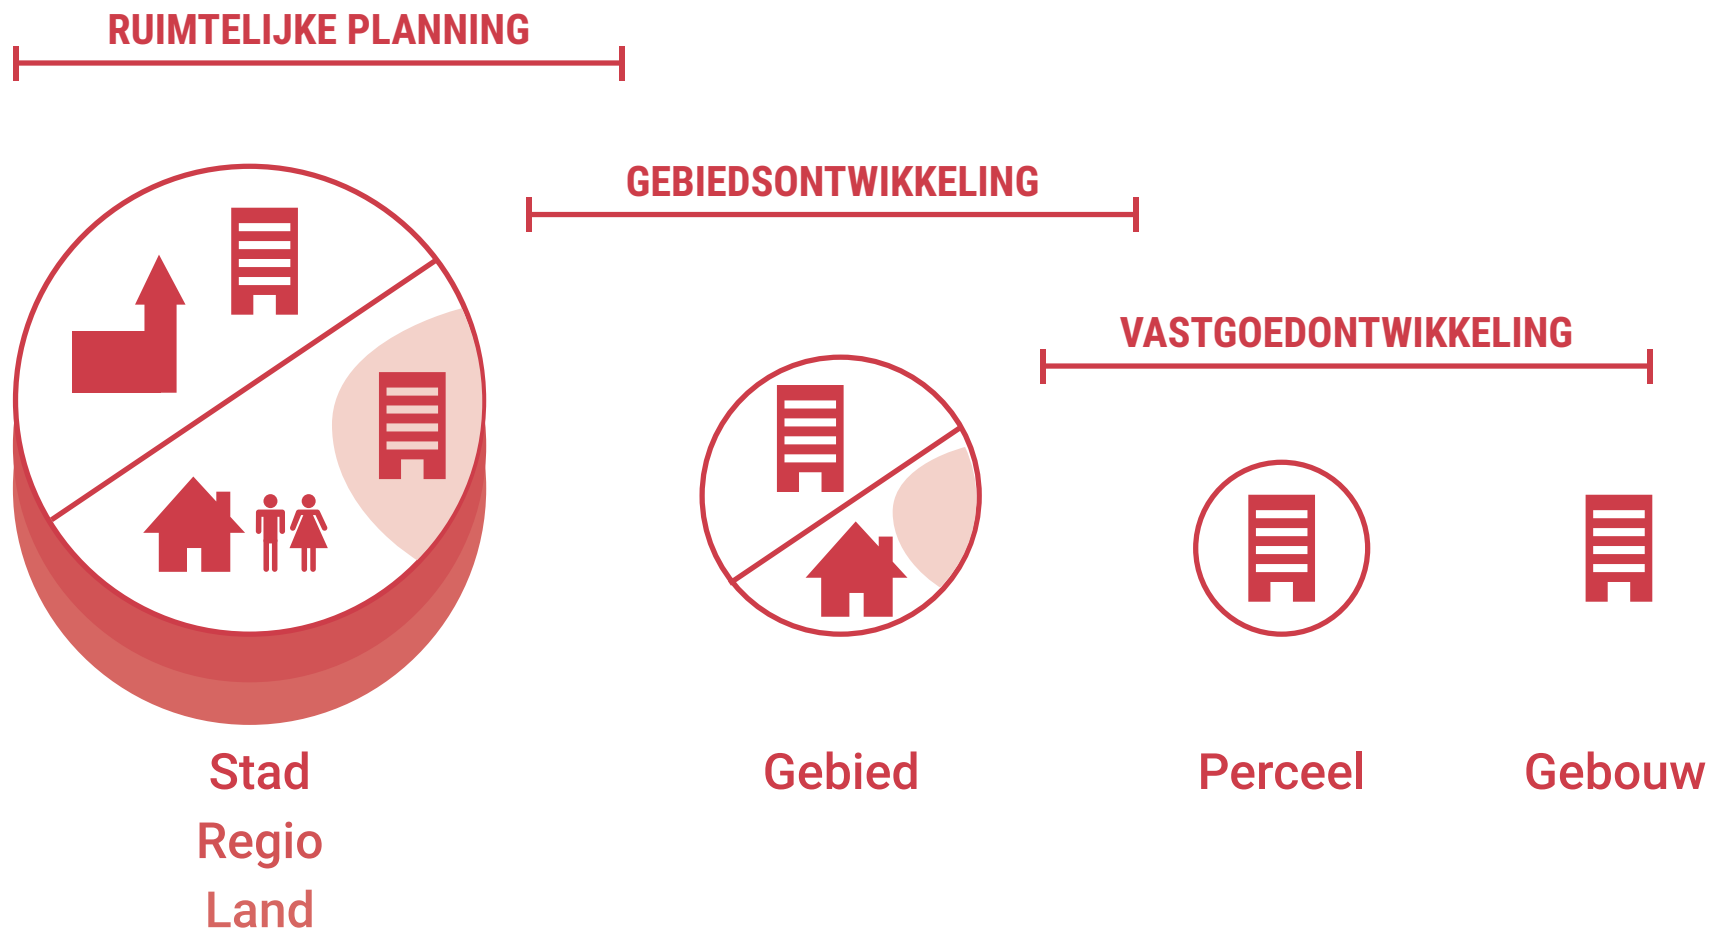 RUIMTELIJKE PLANNING
GEBIEDSONTWIKKELING
VASTGOEDONTWIKKELING
Stad
Regio
Land
Gebied
Perceel
Gebouw